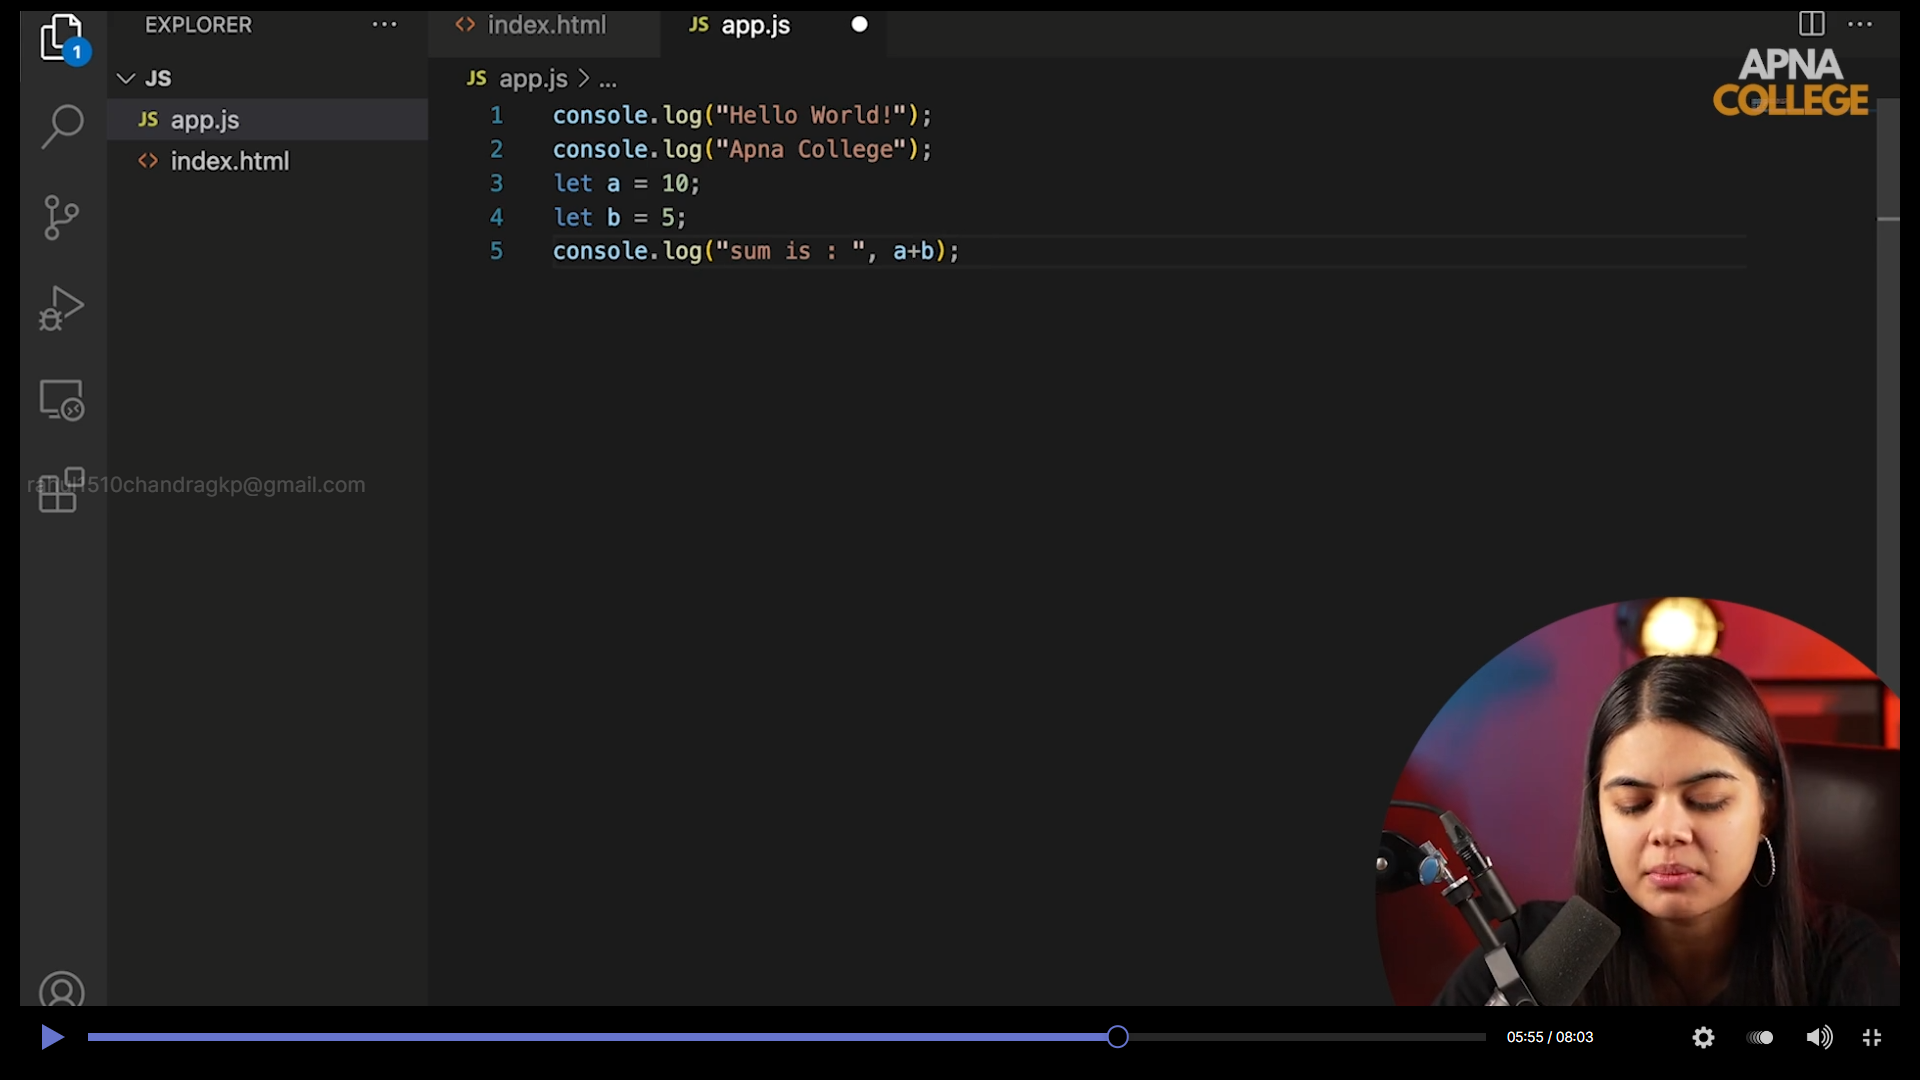 EXPLORER
index.html
JS app.js
1
JS
JS app.js > ...
APNA
COLLEGE
JS app.js
index.html
1 console.log("Hello World!");
2 console.log("Apna College");
3 let a = 10;
4 let b = 5;
5 console.log("sum is : ", a+b);
rahul1510chandragkp@gmail.com
05:55 / 08:03